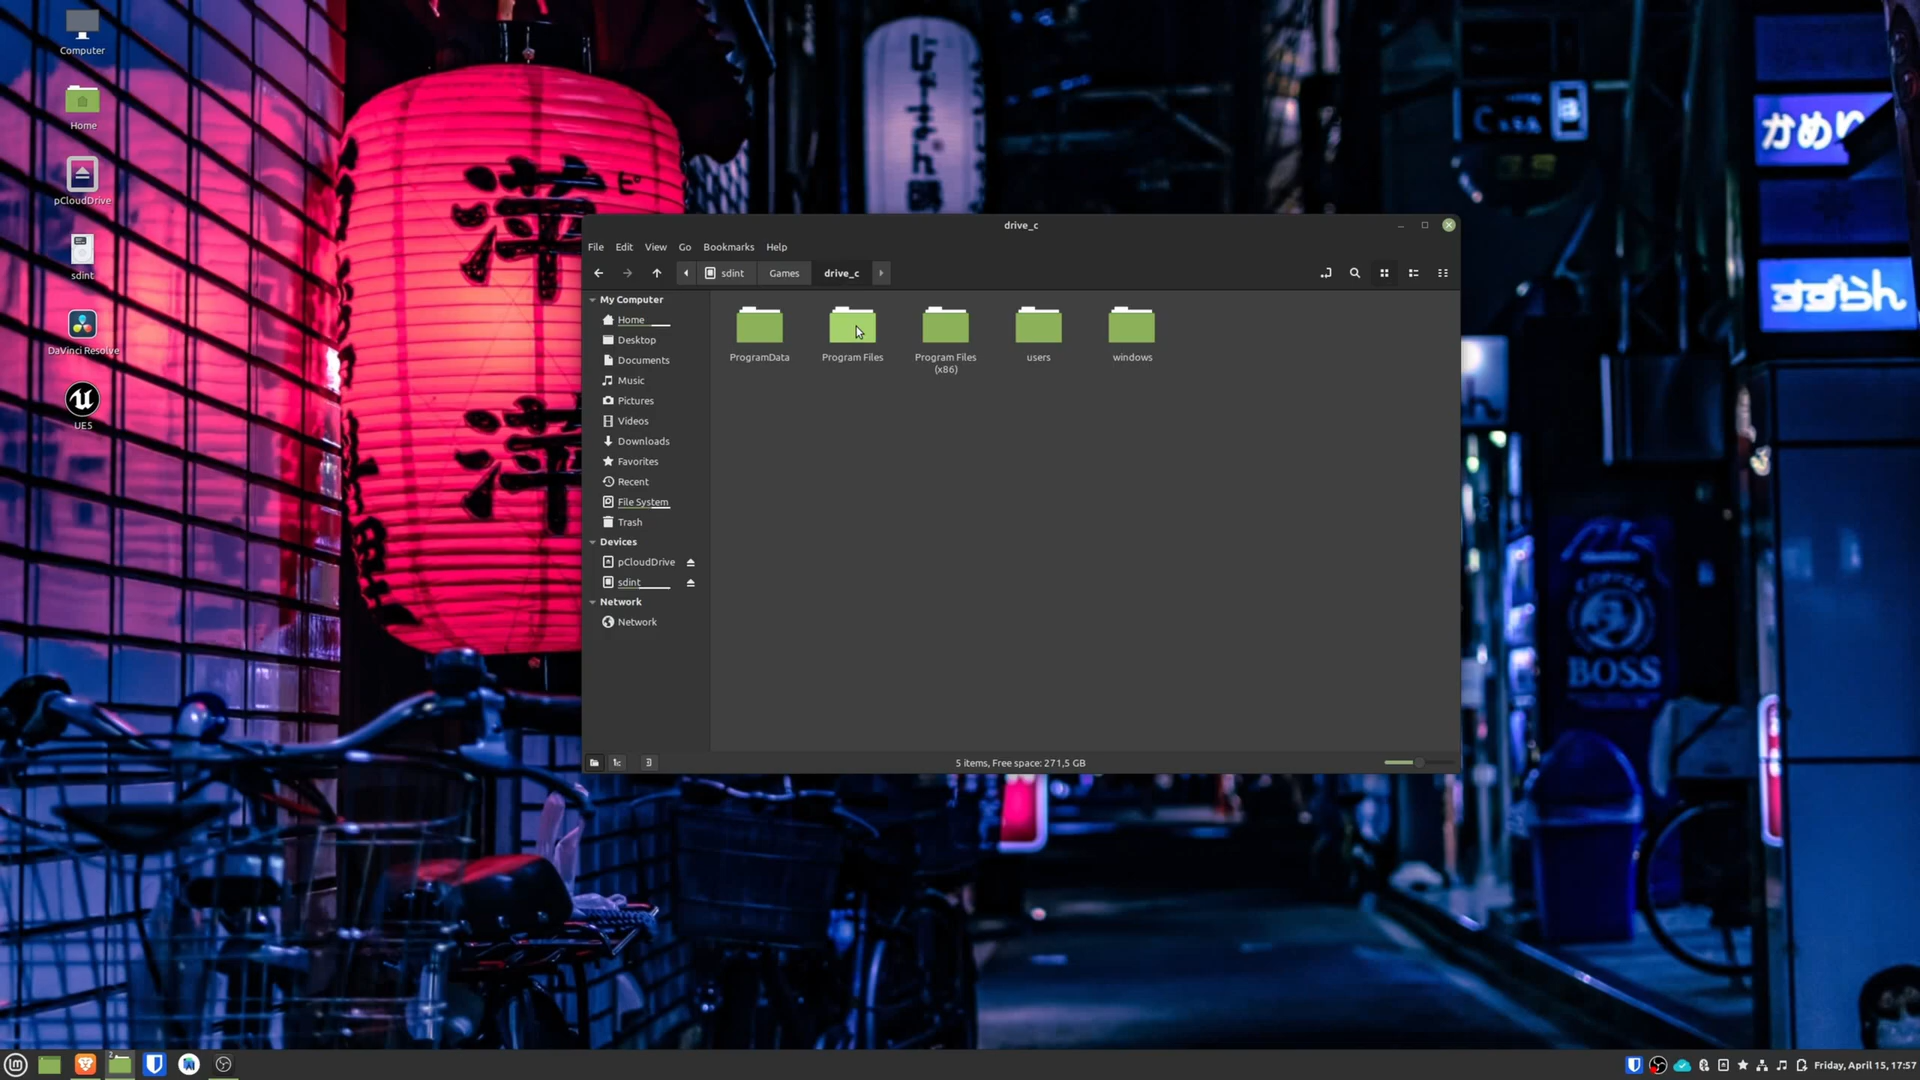 Computer
Home
pCloudDrive
sdint
DaVinci Resolve
UE5
かめり
すずらん
BOSS
drive_c
File Edit View Go Bookmarks Help
sdint Games drive_c
My Computer
Home
Desktop
Documents
Music
Pictures
Videos
Downloads
Favorites
Recent
File System
Trash
Devices
pCloudDrive
sdint
Network
Network
ProgramData
Program Files
Program Files
(x86)
users
windows
5 items, Free space: 271,5 GB
Friday, April 15, 17:57